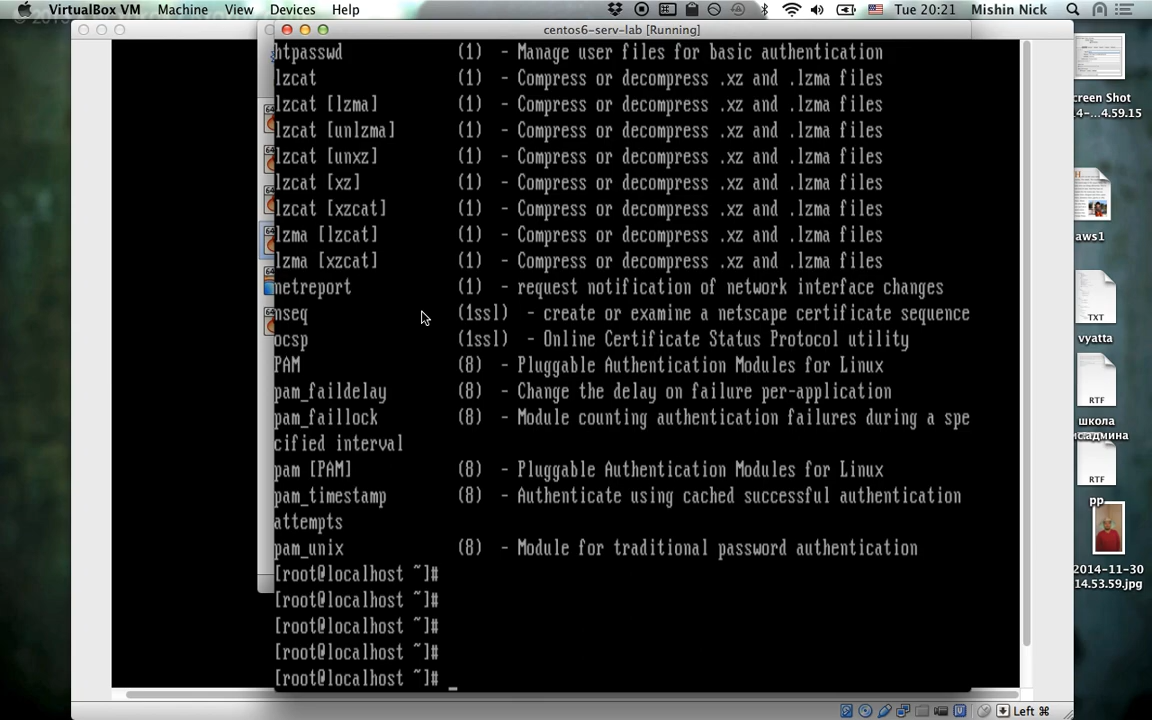 VirtualBox VM Machine View Devices Help Tue 20:21 Mishin Nick
centos6-serv-lab [Running]
htpasswd (1) - Manage user files for basic authentication
lzcat (1) - Compress or decompress .xz and .lzma files
lzcat [lzma] (1) - Compress or decompress .xz and .lzma files
lzcat [unlzma] (1) - Compress or decompress .xz and .lzma files
lzcat [unxz] (1) - Compress or decompress .xz and .lzma files
lzcat [xz] (1) - Compress or decompress .xz and .lzma files
lzcat [xzcat] (1) - Compress or decompress .xz and .lzma files
lzma [lzcat] (1) - Compress or decompress .xz and .lzma files
lzma [xzcat] (1) - Compress or decompress .xz and .lzma files
netreport (1) - request notification of network interface changes
nseq (1ssl) - create or examine a netscape certificate sequence
ocsp (1ssl) - Online Certificate Status Protocol utility
PAM (8) - Pluggable Authentication Modules for Linux
pam_faildelay (8) - Change the delay on failure per-application
pam_faillock (8) - Module counting authentication failures during a spe
cified interval
pam [PAM] (8) - Pluggable Authentication Modules for Linux
pam_timestamp (8) - Authenticate using cached successful authentication
attempts
pam_unix (8) - Module for traditional password authentication
[root@localhost ~]#
[root@localhost ~]#
[root@localhost ~]#
[root@localhost ~]#
[root@localhost ~]# _
Left ⌘
creen Shot
14-...4.59.15
aws1
TXT
vyatta
RTF
школа
RTF
pp
2014-11-30
14.53.59.jpg